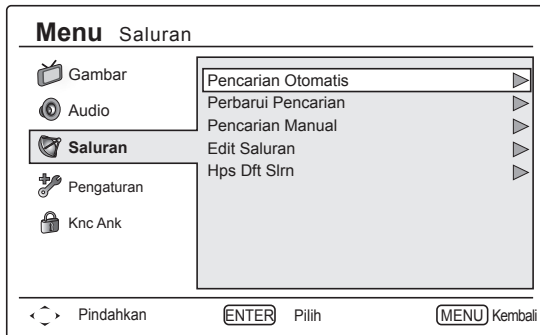 Menu Saluran
Gambar
Audio
Saluran
Pengaturan
Knc Ank
Pencarian Otomatis
Perbarui Pencarian
Pencarian Manual
Edit Saluran
Hps Dft Slrn
Pindahkan ENTER Pilih MENU Kembali